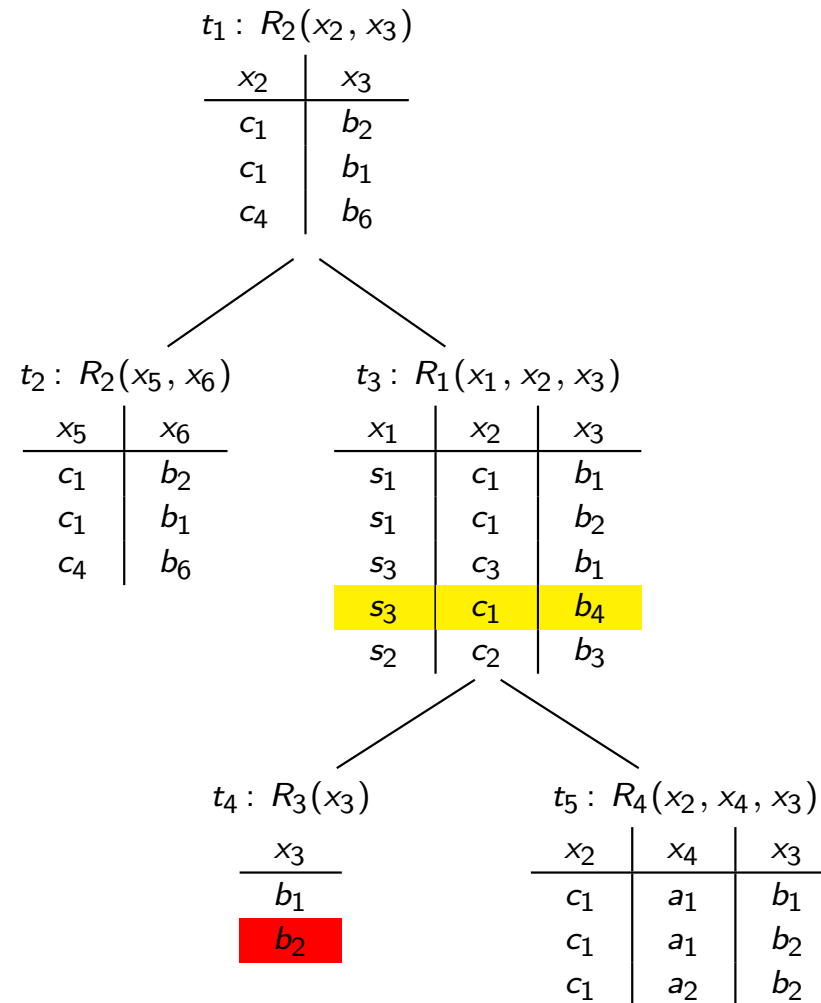 t₁ : R₂(x₂, x₃)
x₂ x₃
c₁ b₂
c₁ b₁
c₄ b₆
t₂ : R₂(x₅, x₆)
x₅ x₆
c₁ b₂
c₁ b₁
c₄ b₆
t₃ : R₁(x₁, x₂, x₃)
x₁ x₂ x₃
s₁ c₁ b₁
s₁ c₁ b₂
s₃ c₃ b₁
s₃ c₁ b₄
s₂ c₂ b₃
t₄ : R₃(x₃)
x₃
b₁
b₂
t₅ : R₄(x₂, x₄, x₃)
x₂ x₄ x₃
c₁ a₁ b₁
c₁ a₁ b₂
c₁ a₂ b₂